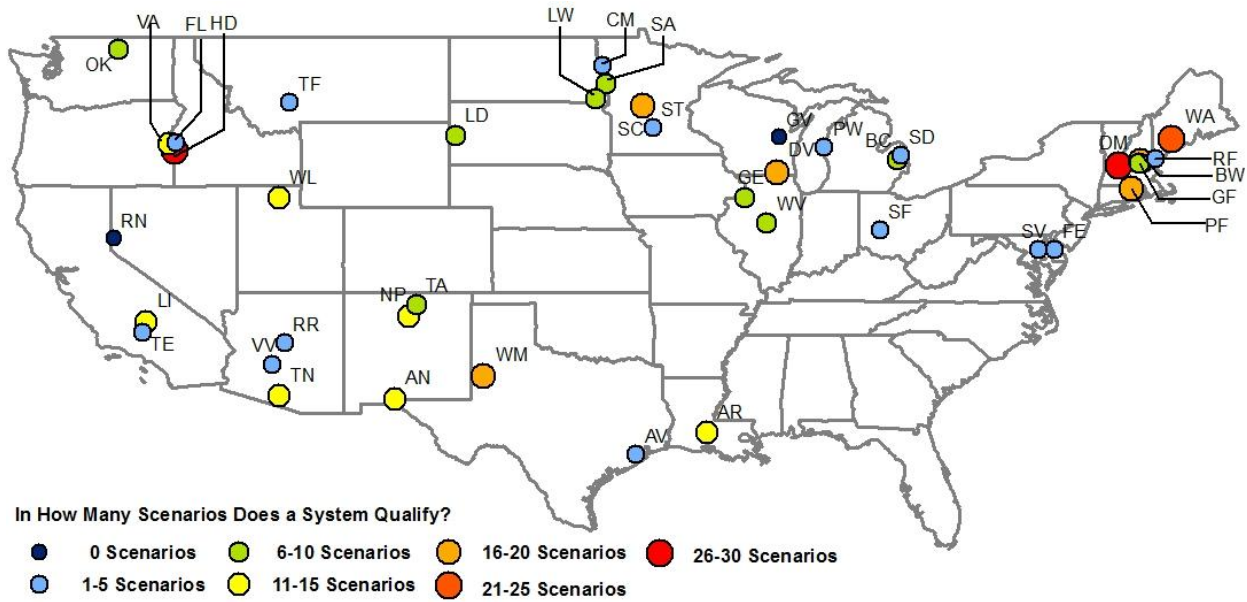 VA
FL
HD
LW
CM
SA
OK
TF
LD
ST
SC
GV
PW
DV
BC
SD
WA
DM
RF
BW
GF
PF
WL
GE
WV
SF
SV
FE
RN
LI
TE
NP
TA
RR
VV
TN
AN
WM
AR
AV
In How Many Scenarios Does a System Qualify?
0 Scenarios
6-10 Scenarios
16-20 Scenarios
26-30 Scenarios
1-5 Scenarios
11-15 Scenarios
21-25 Scenarios